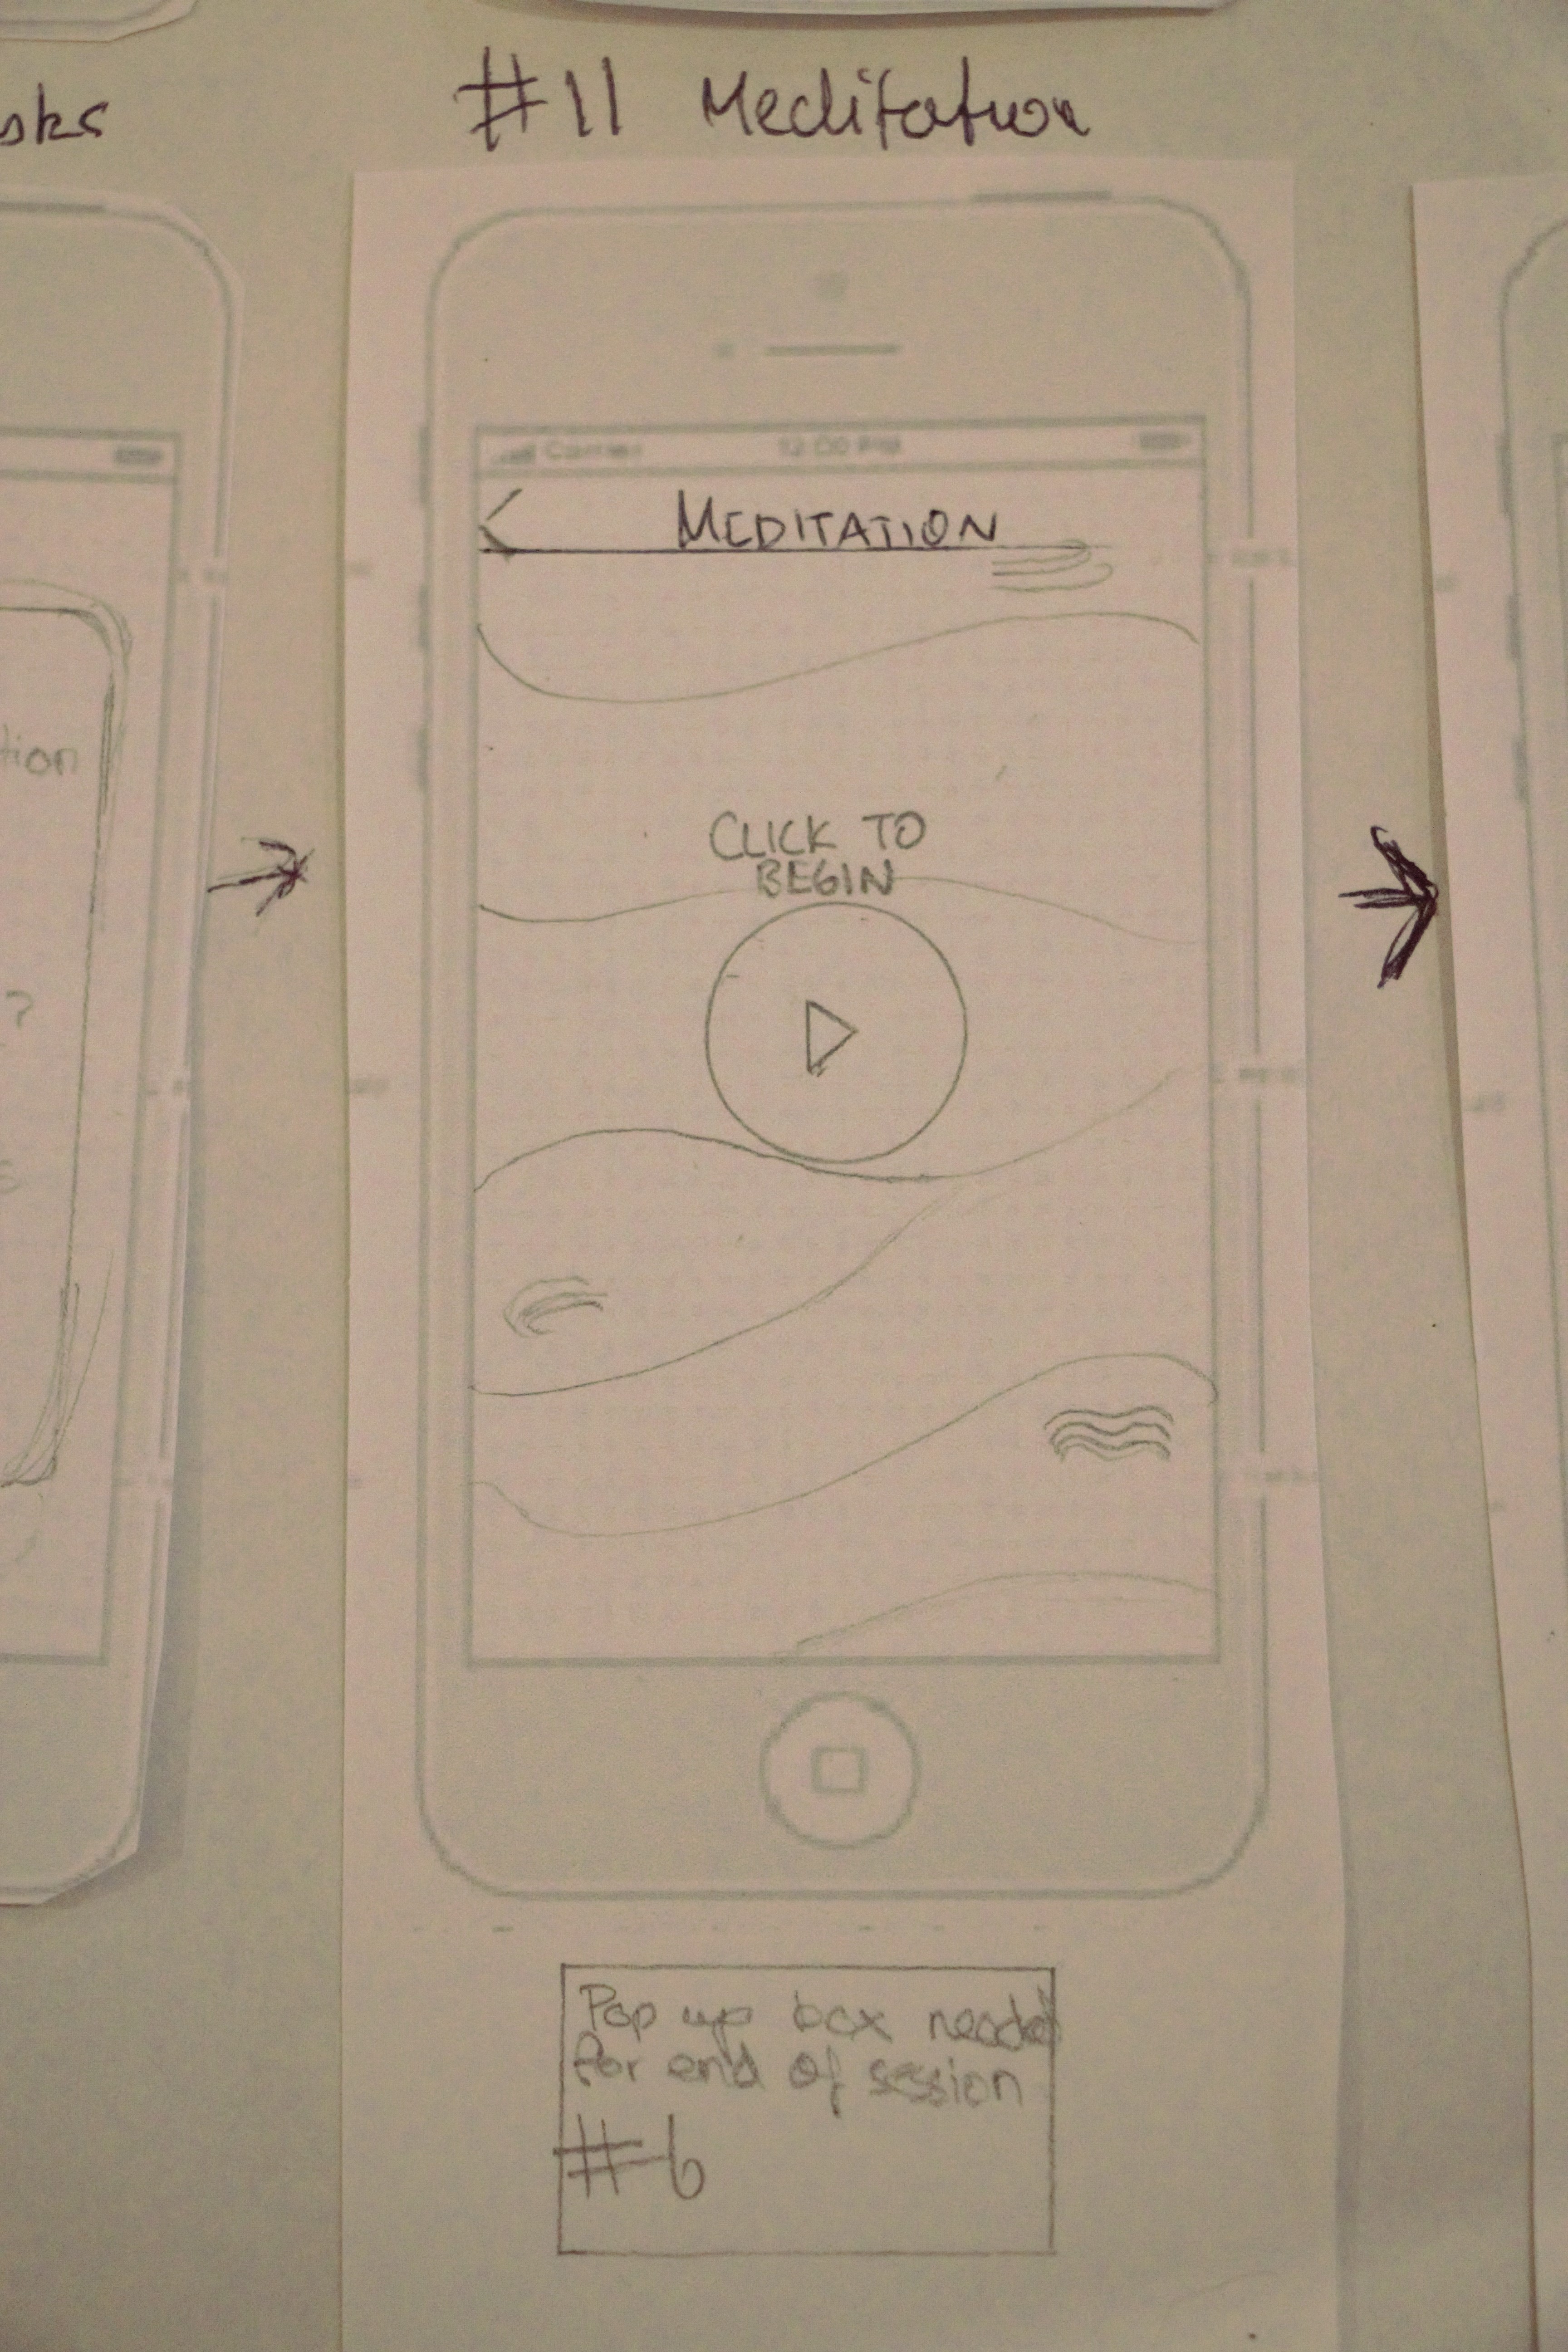 #11 Meditation
Carrier 12:00 PM
MEDITATION
tion
?
CLICK TO
BEGIN
Pop up box needed
for end of session
#6